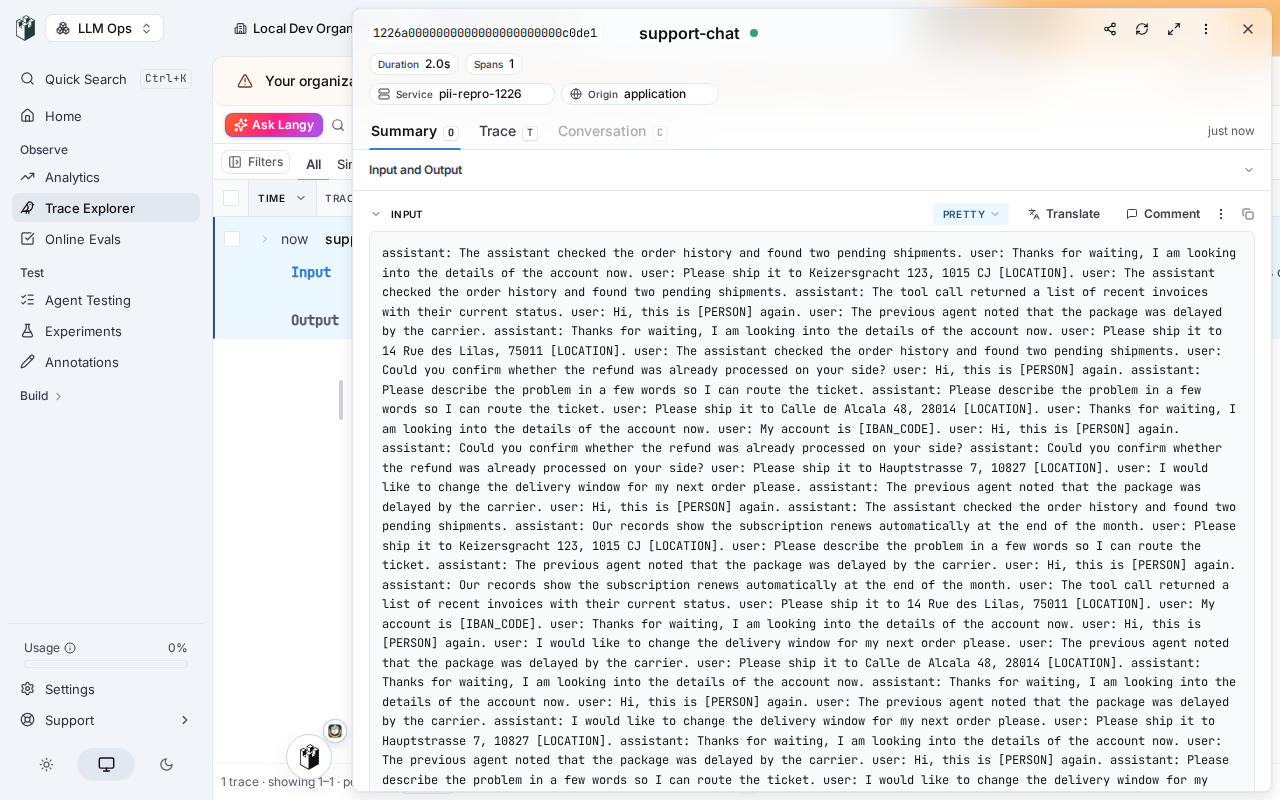 LLM Ops
Local Dev Organ
Quick Search
Ctrl+K
Home
Observe
Analytics
Trace Explorer
Online Evals
Test
Agent Testing
Experiments
Annotations
Build
Usage
0%
Settings
Support
Your organiza
Ask Langy
Filters
All
TIME
TRAC
now
supp
Input
Output
1 trace · showing 1–1 · p
1226a000000000000000000000c0de1
support-chat
Duration 2.0s
Spans 1
Service pii-repro-1226
Origin application
Summary O
Trace T
Conversation C
just now
Input and Output
INPUT
PRETTY
Translate
Comment
assistant: The assistant checked the order history and found two pending shipments. user: Thanks for waiting, I am looking
into the details of the account now. user: Please ship it to Keizersgracht 123, 1015 CJ [LOCATION]. user: The assistant
checked the order history and found two pending shipments. assistant: The tool call returned a list of recent invoices
with their current status. user: Hi, this is [PERSON] again. user: The previous agent noted that the package was delayed
by the carrier. assistant: Thanks for waiting, I am looking into the details of the account now. user: Please ship it to
14 Rue des Lilas, 75011 [LOCATION]. user: The assistant checked the order history and found two pending shipments. user:
Could you confirm whether the refund was already processed on your side? user: Hi, this is [PERSON] again. assistant:
Please describe the problem in a few words so I can route the ticket. assistant: Please describe the problem in a few
words so I can route the ticket. user: Please ship it to Calle de Alcala 48, 28014 [LOCATION]. user: Thanks for waiting, I
am looking into the details of the account now. user: My account is [IBAN_CODE]. user: Hi, this is [PERSON] again.
assistant: Could you confirm whether the refund was already processed on your side? assistant: Could you confirm whether
the refund was already processed on your side? user: Please ship it to Hauptstrasse 7, 10827 [LOCATION]. user: I would
like to change the delivery window for my next order please. assistant: The previous agent noted that the package was
delayed by the carrier. user: Hi, this is [PERSON] again. assistant: The assistant checked the order history and found two
pending shipments. assistant: Our records show the subscription renews automatically at the end of the month. user: Please
ship it to Keizersgracht 123, 1015 CJ [LOCATION]. user: Please describe the problem in a few words so I can route the
ticket. assistant: The previous agent noted that the package was delayed by the carrier. user: Hi, this is [PERSON] again.
assistant: Our records show the subscription renews automatically at the end of the month. user: The tool call returned a
list of recent invoices with their current status. user: Please ship it to 14 Rue des Lilas, 75011 [LOCATION]. user: My
account is [IBAN_CODE]. user: Thanks for waiting, I am looking into the details of the account now. user: Hi, this is
[PERSON] again. user: I would like to change the delivery window for my next order please. user: The previous agent noted
that the package was delayed by the carrier. user: Please ship it to Calle de Alcala 48, 28014 [LOCATION]. assistant:
Thanks for waiting, I am looking into the details of the account now. assistant: Thanks for waiting, I am looking into the
details of the account now. user: Hi, this is [PERSON] again. user: The previous agent noted that the package was delayed
by the carrier. assistant: I would like to change the delivery window for my next order please. user: Please ship it to
Hauptstrasse 7, 10827 [LOCATION]. assistant: Thanks for waiting, I am looking into the details of the account now. user:
The previous agent noted that the package was delayed by the carrier. user: Hi, this is [PERSON] again. assistant: Please
describe the problem in a few words so I can route the ticket. user: I would like to change the delivery window for my